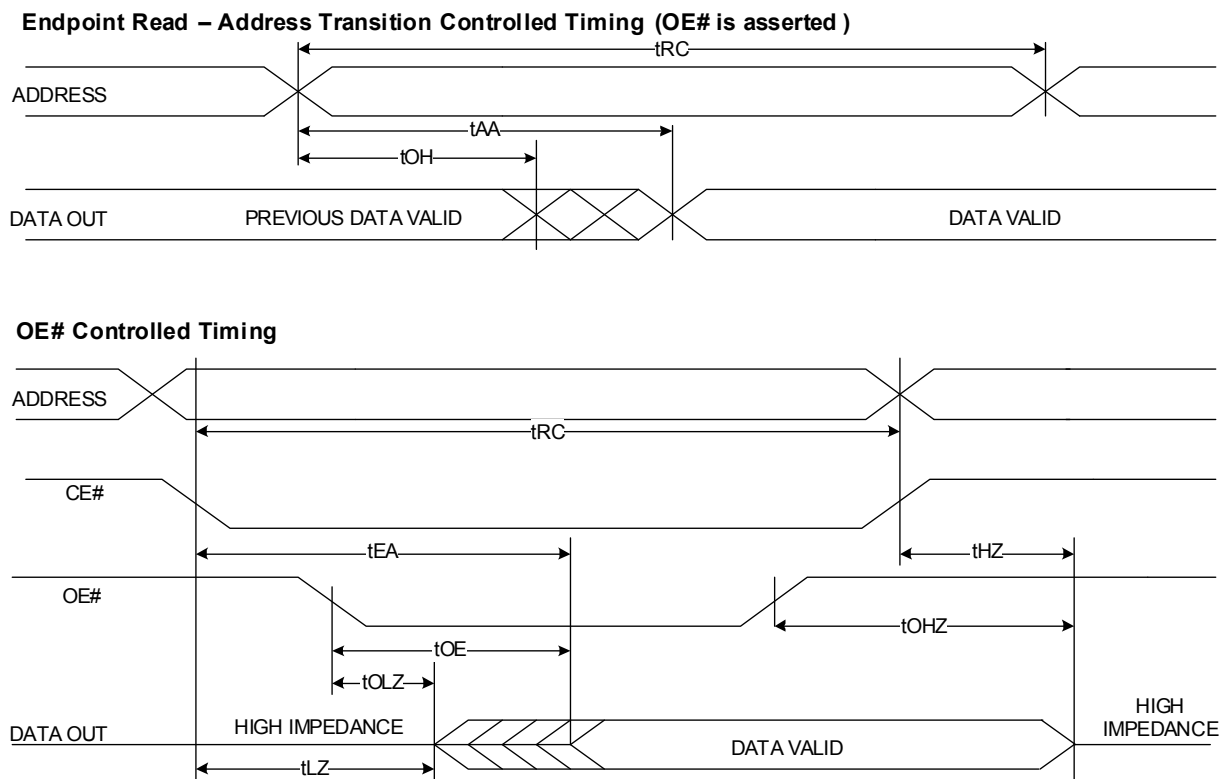 Endpoint Read – Address Transition Controlled Timing (OE# is asserted )
tRC
ADDRESS
tAA
tOH
DATA OUT
PREVIOUS DATA VALID
DATA VALID
OE# Controlled Timing
ADDRESS
tRC
CE#
tEA
tHZ
OE#
tOHZ
tOE
tOLZ
DATA OUT
HIGH IMPEDANCE
DATA VALID
HIGH
IMPEDANCE
tLZ